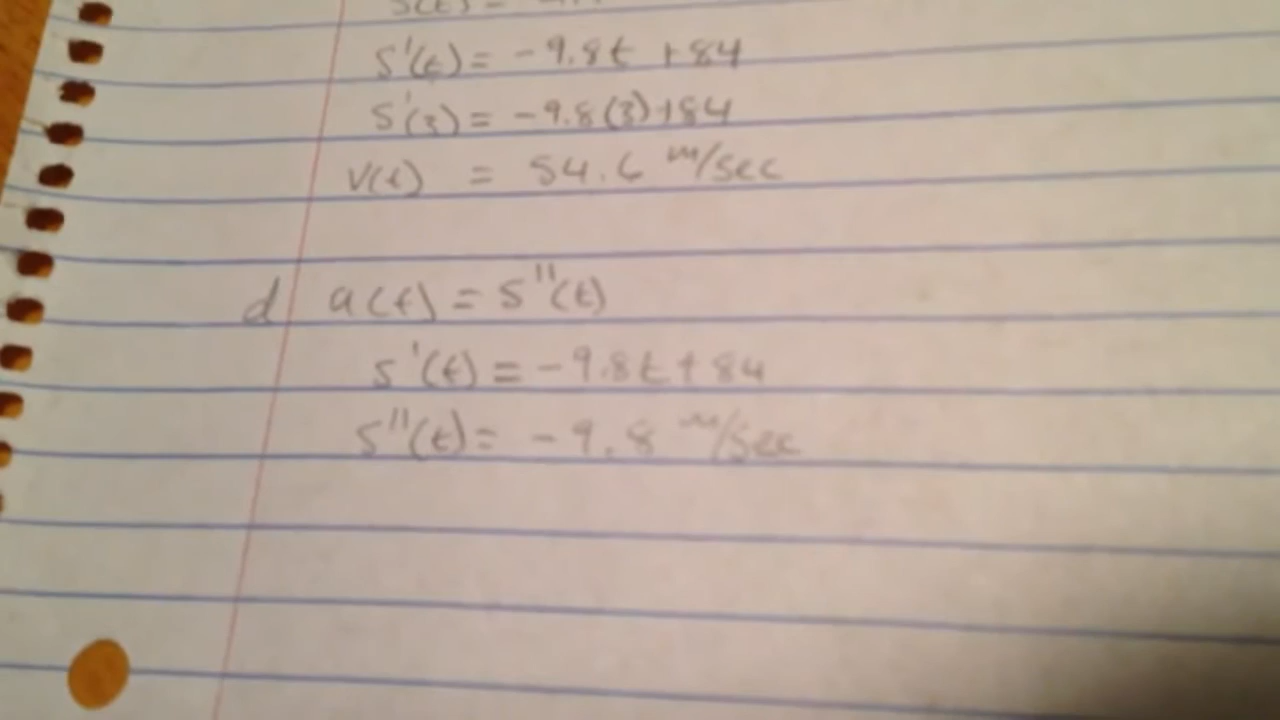 s(t) =
s'(t) = -9.8t + 84
s'(3) = -9.8(3)+84
v(t) = 54.6 m/sec
d a(t) = s''(t)
s'(t) = -9.8t + 84
s''(t) = -9.8 m/sec